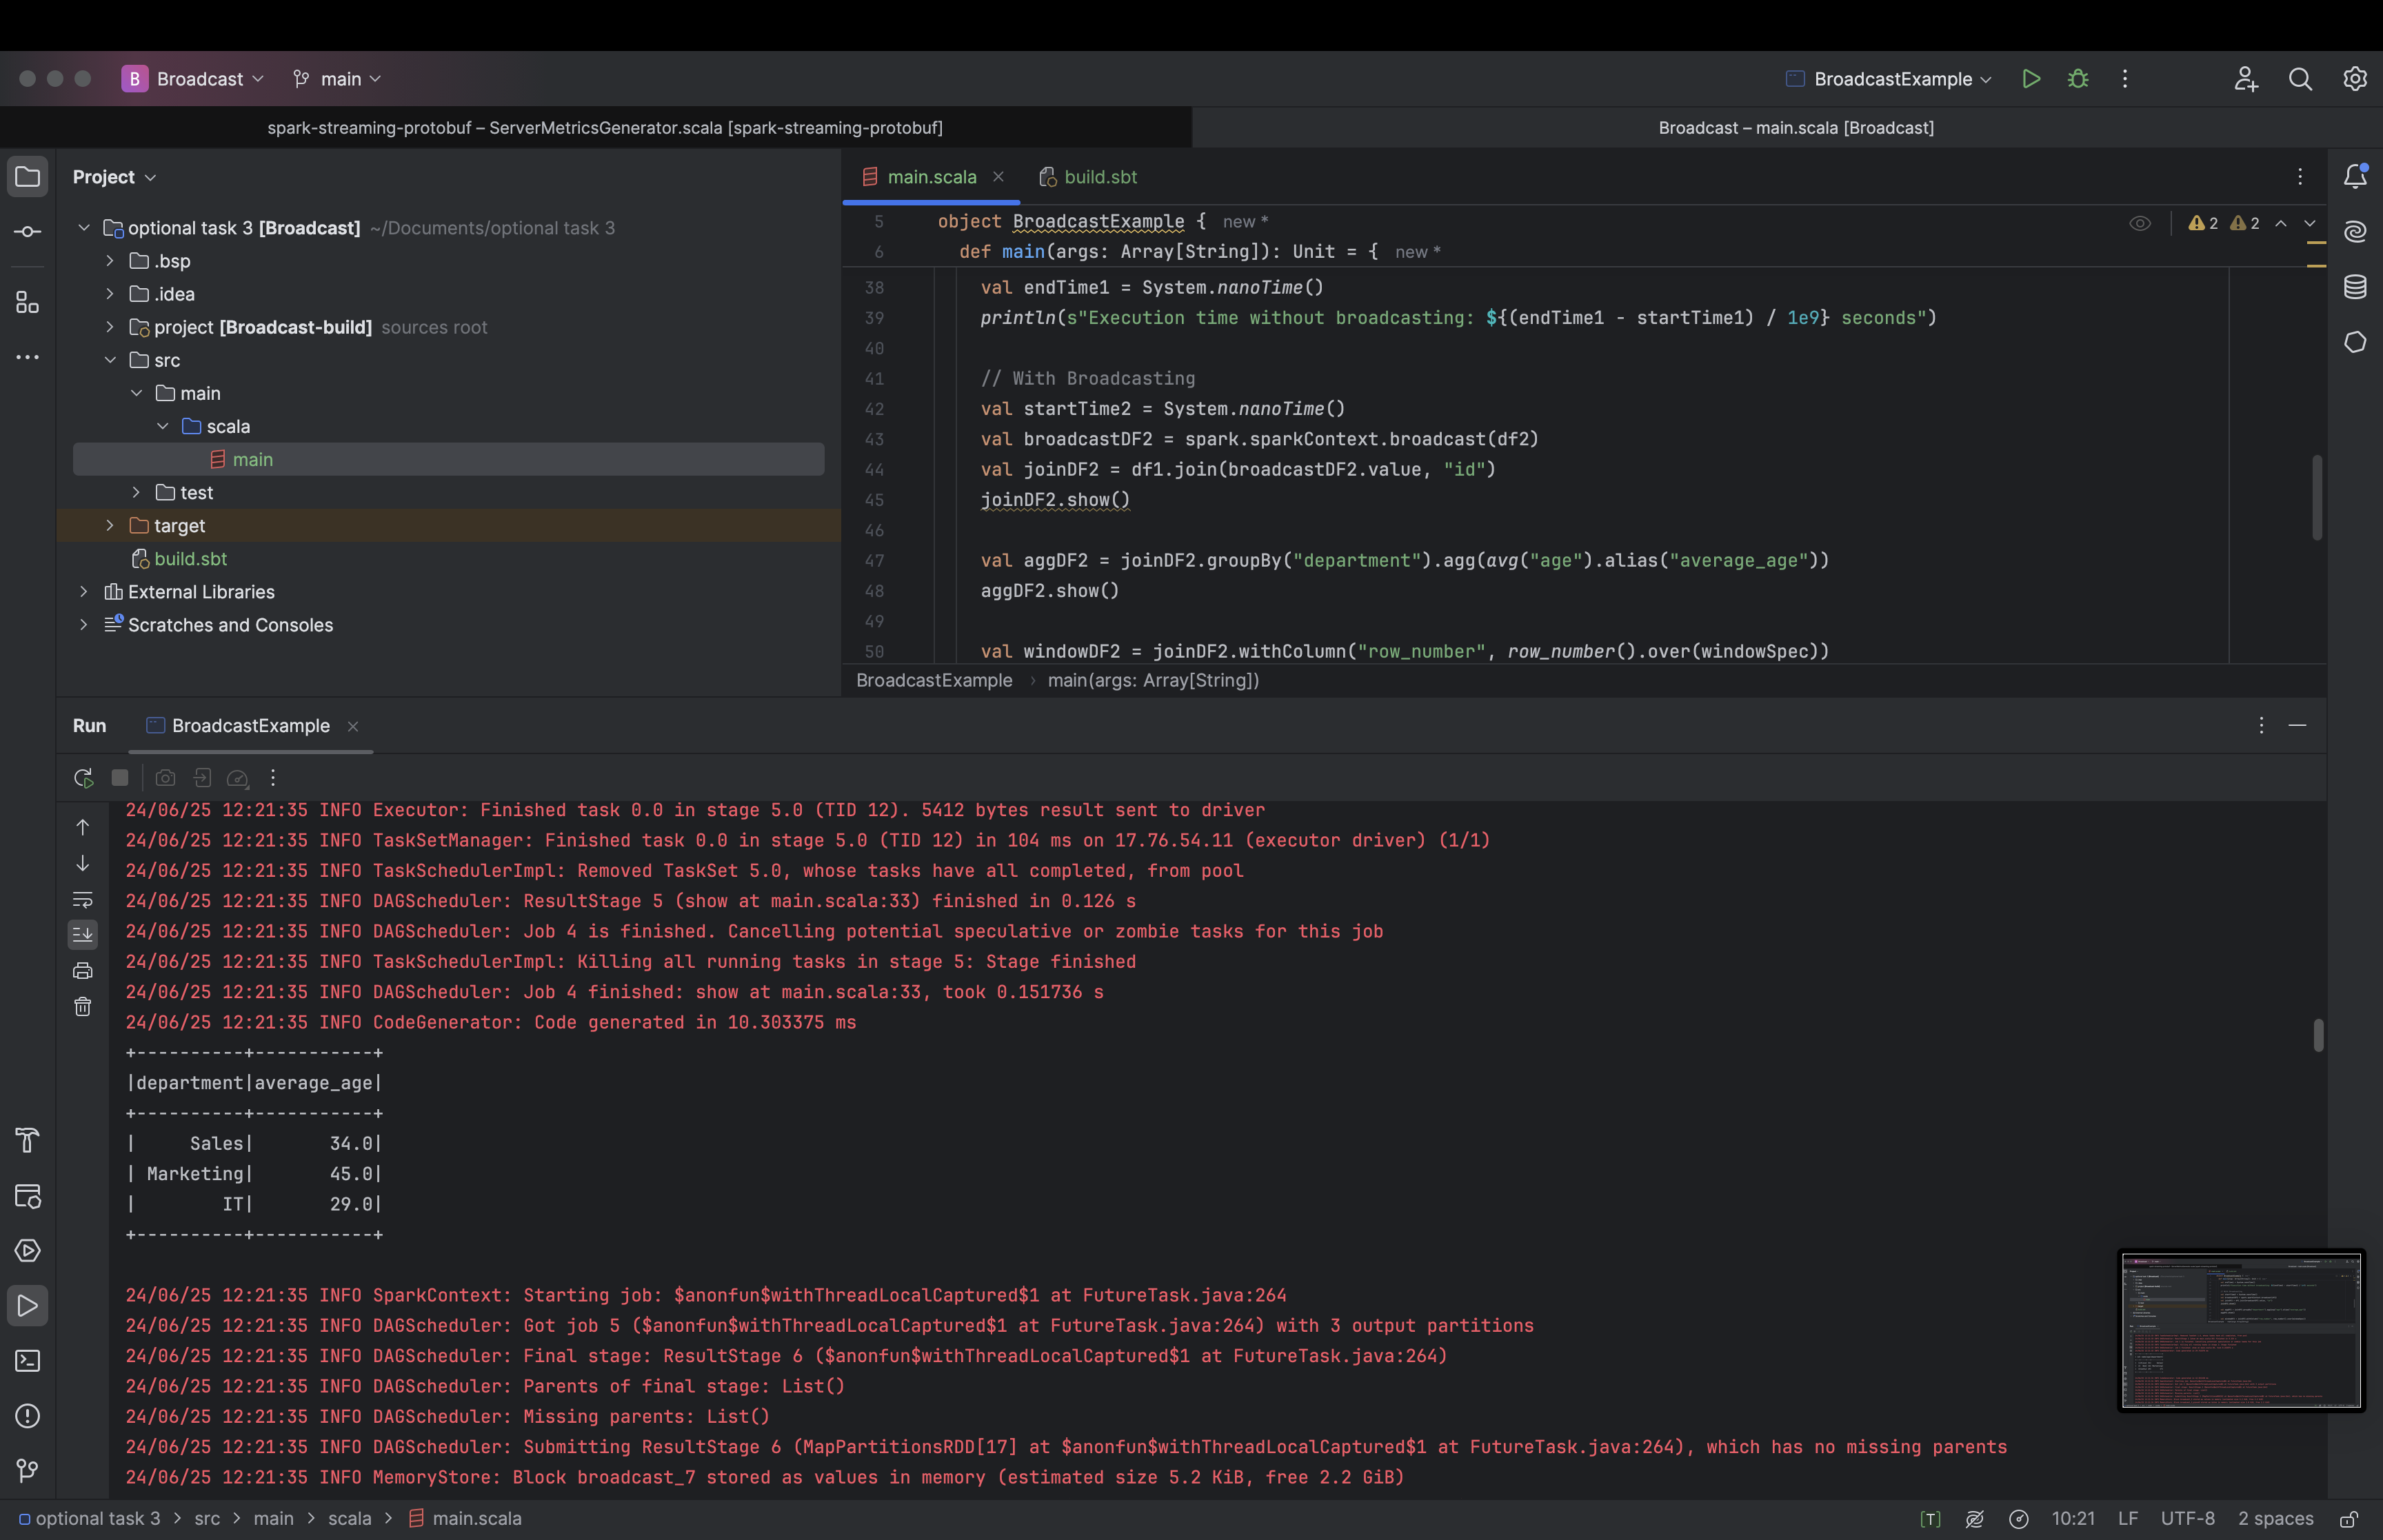 B Broadcast main BroadcastExample
spark-streaming-protobuf – ServerMetricsGenerator.scala [spark-streaming-protobuf] Broadcast – main.scala [Broadcast]
Project
optional task 3 [Broadcast] ~/Documents/optional task 3
.bsp
.idea
project [Broadcast-build] sources root
src
main
scala
main
test
target
build.sbt
External Libraries
Scratches and Consoles
main.scala build.sbt
5 object BroadcastExample { new *
2 2
6 def main(args: Array[String]): Unit = { new *
38 val endTime1 = System.nanoTime()
39 println(s"Execution time without broadcasting: ${(endTime1 - startTime1) / 1e9} seconds")
40
41 // With Broadcasting
42 val startTime2 = System.nanoTime()
43 val broadcastDF2 = spark.sparkContext.broadcast(df2)
44 val joinDF2 = df1.join(broadcastDF2.value, "id")
45 joinDF2.show()
46
47 val aggDF2 = joinDF2.groupBy("department").agg(avg("age").alias("average_age"))
48 aggDF2.show()
49
50 val windowDF2 = joinDF2.withColumn("row_number", row_number().over(windowSpec))
BroadcastExample › main(args: Array[String])
Run BroadcastExample
24/06/25 12:21:35 INFO Executor: Finished task 0.0 in stage 5.0 (TID 12). 5412 bytes result sent to driver
24/06/25 12:21:35 INFO TaskSetManager: Finished task 0.0 in stage 5.0 (TID 12) in 104 ms on 17.76.54.11 (executor driver) (1/1)
24/06/25 12:21:35 INFO TaskSchedulerImpl: Removed TaskSet 5.0, whose tasks have all completed, from pool
24/06/25 12:21:35 INFO DAGScheduler: ResultStage 5 (show at main.scala:33) finished in 0.126 s
24/06/25 12:21:35 INFO DAGScheduler: Job 4 is finished. Cancelling potential speculative or zombie tasks for this job
24/06/25 12:21:35 INFO TaskSchedulerImpl: Killing all running tasks in stage 5: Stage finished
24/06/25 12:21:35 INFO DAGScheduler: Job 4 finished: show at main.scala:33, took 0.151736 s
24/06/25 12:21:35 INFO CodeGenerator: Code generated in 10.303375 ms
+----------+-----------+
|department|average_age|
+----------+-----------+
|     Sales|       34.0|
| Marketing|       45.0|
|        IT|       29.0|
+----------+-----------+
24/06/25 12:21:35 INFO SparkContext: Starting job: $anonfun$withThreadLocalCaptured$1 at FutureTask.java:264
24/06/25 12:21:35 INFO DAGScheduler: Got job 5 ($anonfun$withThreadLocalCaptured$1 at FutureTask.java:264) with 3 output partitions
24/06/25 12:21:35 INFO DAGScheduler: Final stage: ResultStage 6 ($anonfun$withThreadLocalCaptured$1 at FutureTask.java:264)
24/06/25 12:21:35 INFO DAGScheduler: Parents of final stage: List()
24/06/25 12:21:35 INFO DAGScheduler: Missing parents: List()
24/06/25 12:21:35 INFO DAGScheduler: Submitting ResultStage 6 (MapPartitionsRDD[17] at $anonfun$withThreadLocalCaptured$1 at FutureTask.java:264), which has no missing parents
24/06/25 12:21:35 INFO MemoryStore: Block broadcast_7 stored as values in memory (estimated size 5.2 KiB, free 2.2 GiB)
optional task 3 › src › main › scala › main.scala [T] 10:21 LF UTF-8 2 spaces